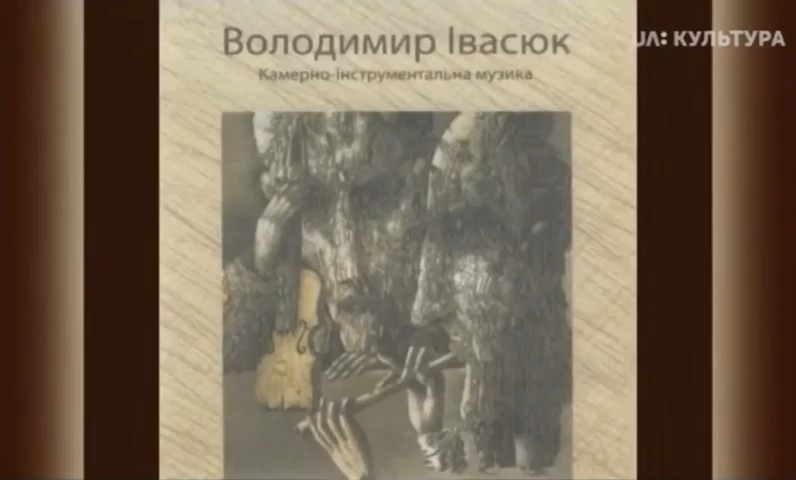 Володимир Івасюк
Камерно-інструментальна музика
UA: КУЛЬТУРА